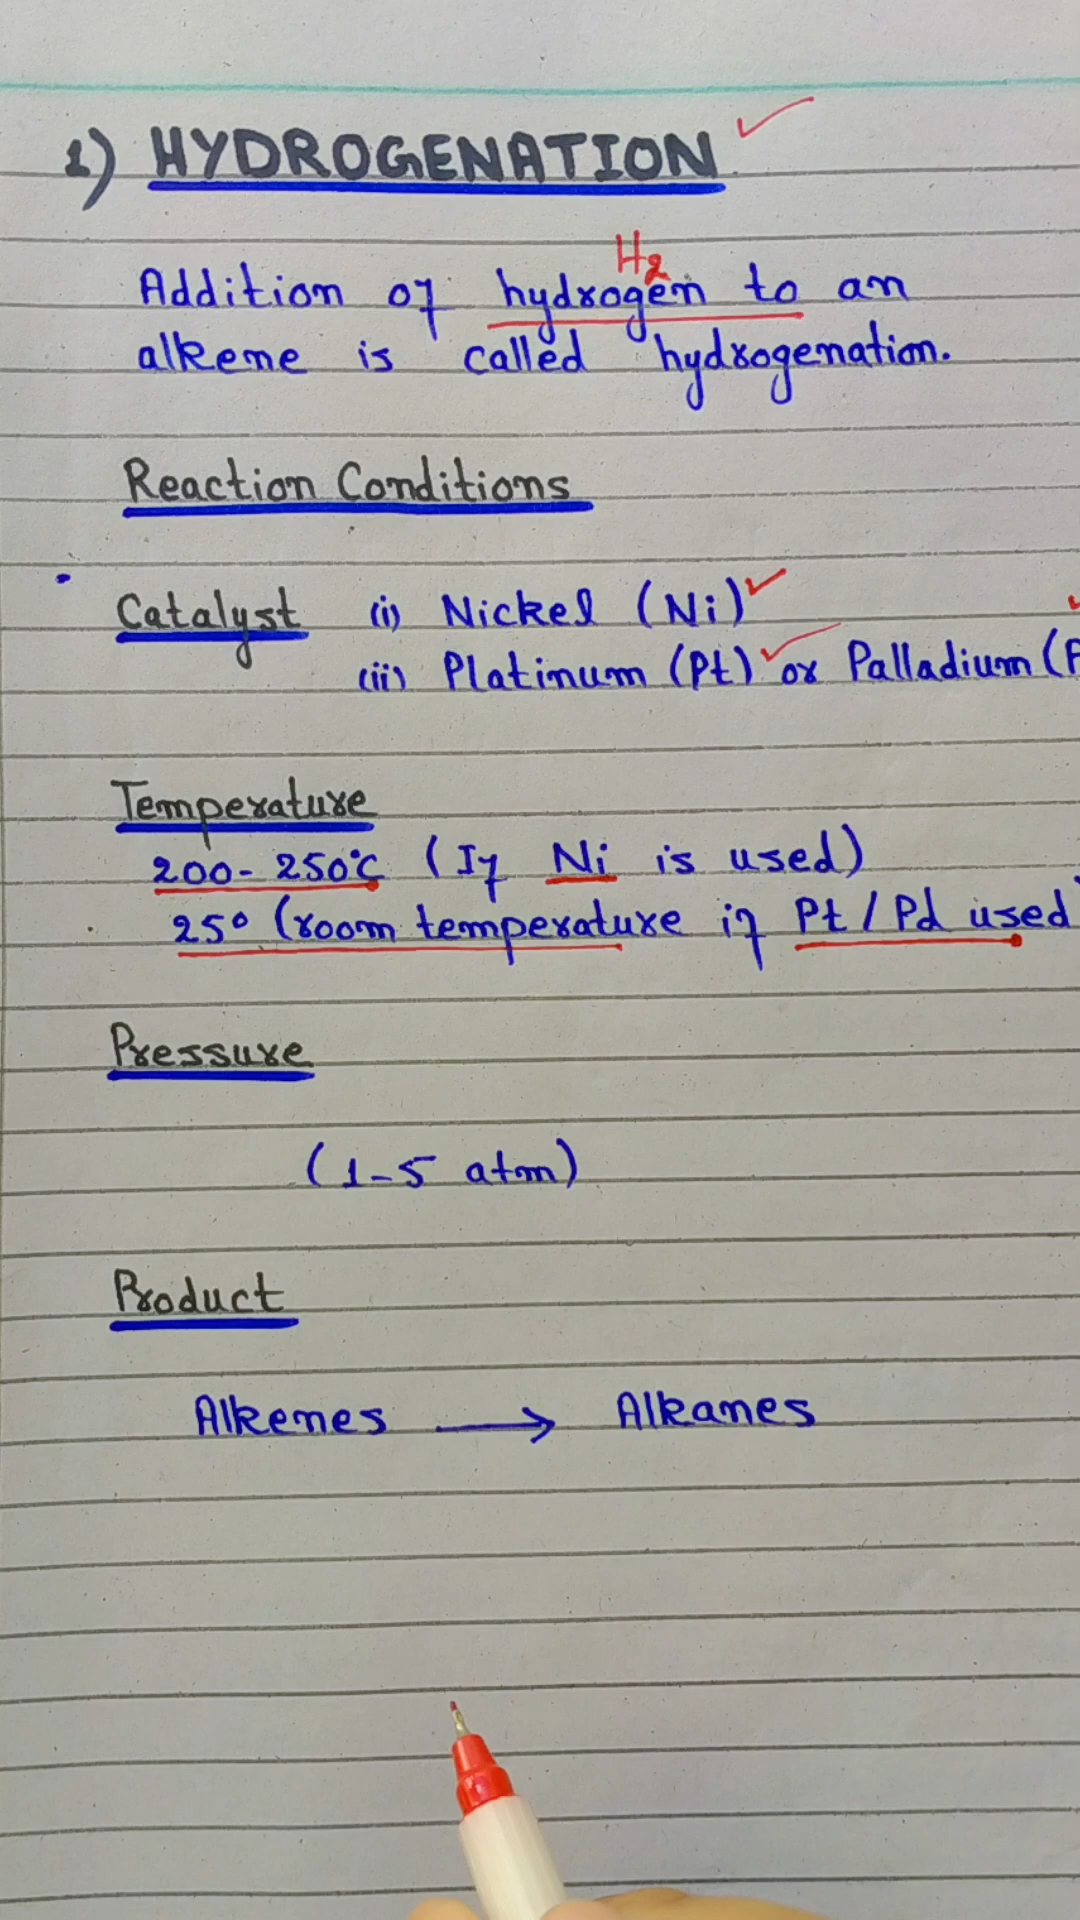 1) HYDROGENATION
H2
Addition of hydrogen to an
alkene is called hydrogenation.
Reaction Conditions
Catalyst (i) Nickel (Ni)
(ii) Platinum (Pt) or Palladium (P
Temperature
200-250°C (If Ni is used)
25° (room temperature if Pt/Pd used)
Pressure
(1-5 atm)
Product
Alkenes → Alkanes